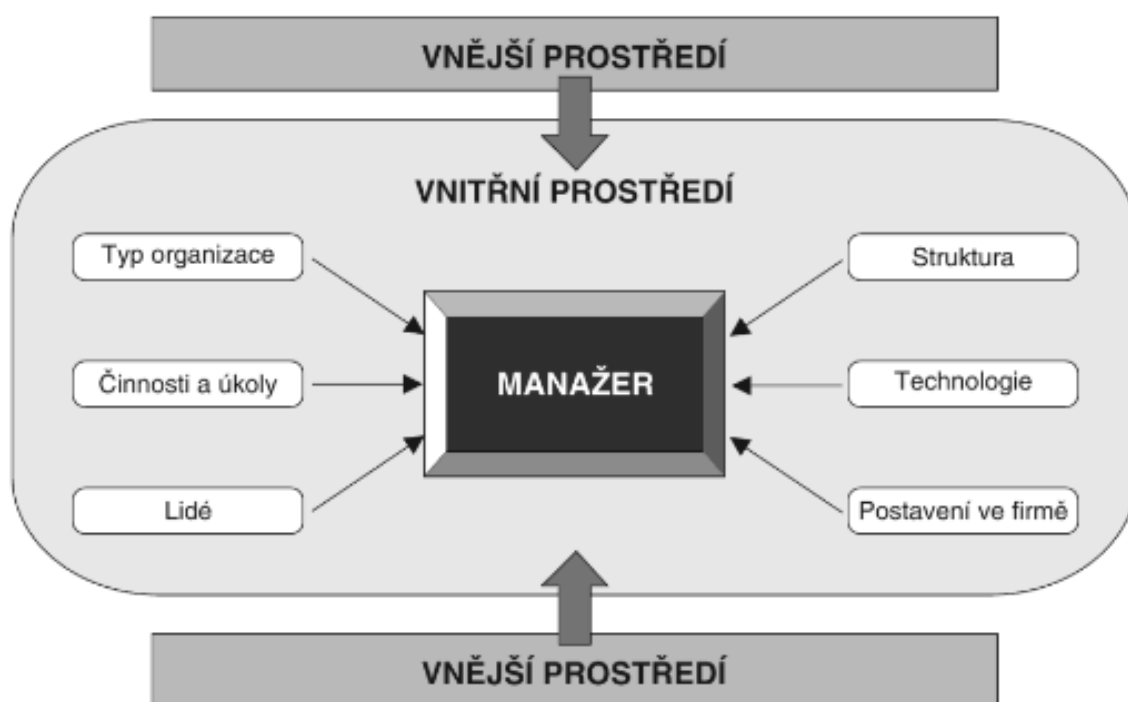 VNĚJŠÍ PROSTŘEDÍ
VNITŘNÍ PROSTŘEDÍ
Typ organizace
Struktura
Činnosti a úkoly
MANAŽER
Technologie
Lidé
Postavení ve firmě
VNĚJŠÍ PROSTŘEDÍ